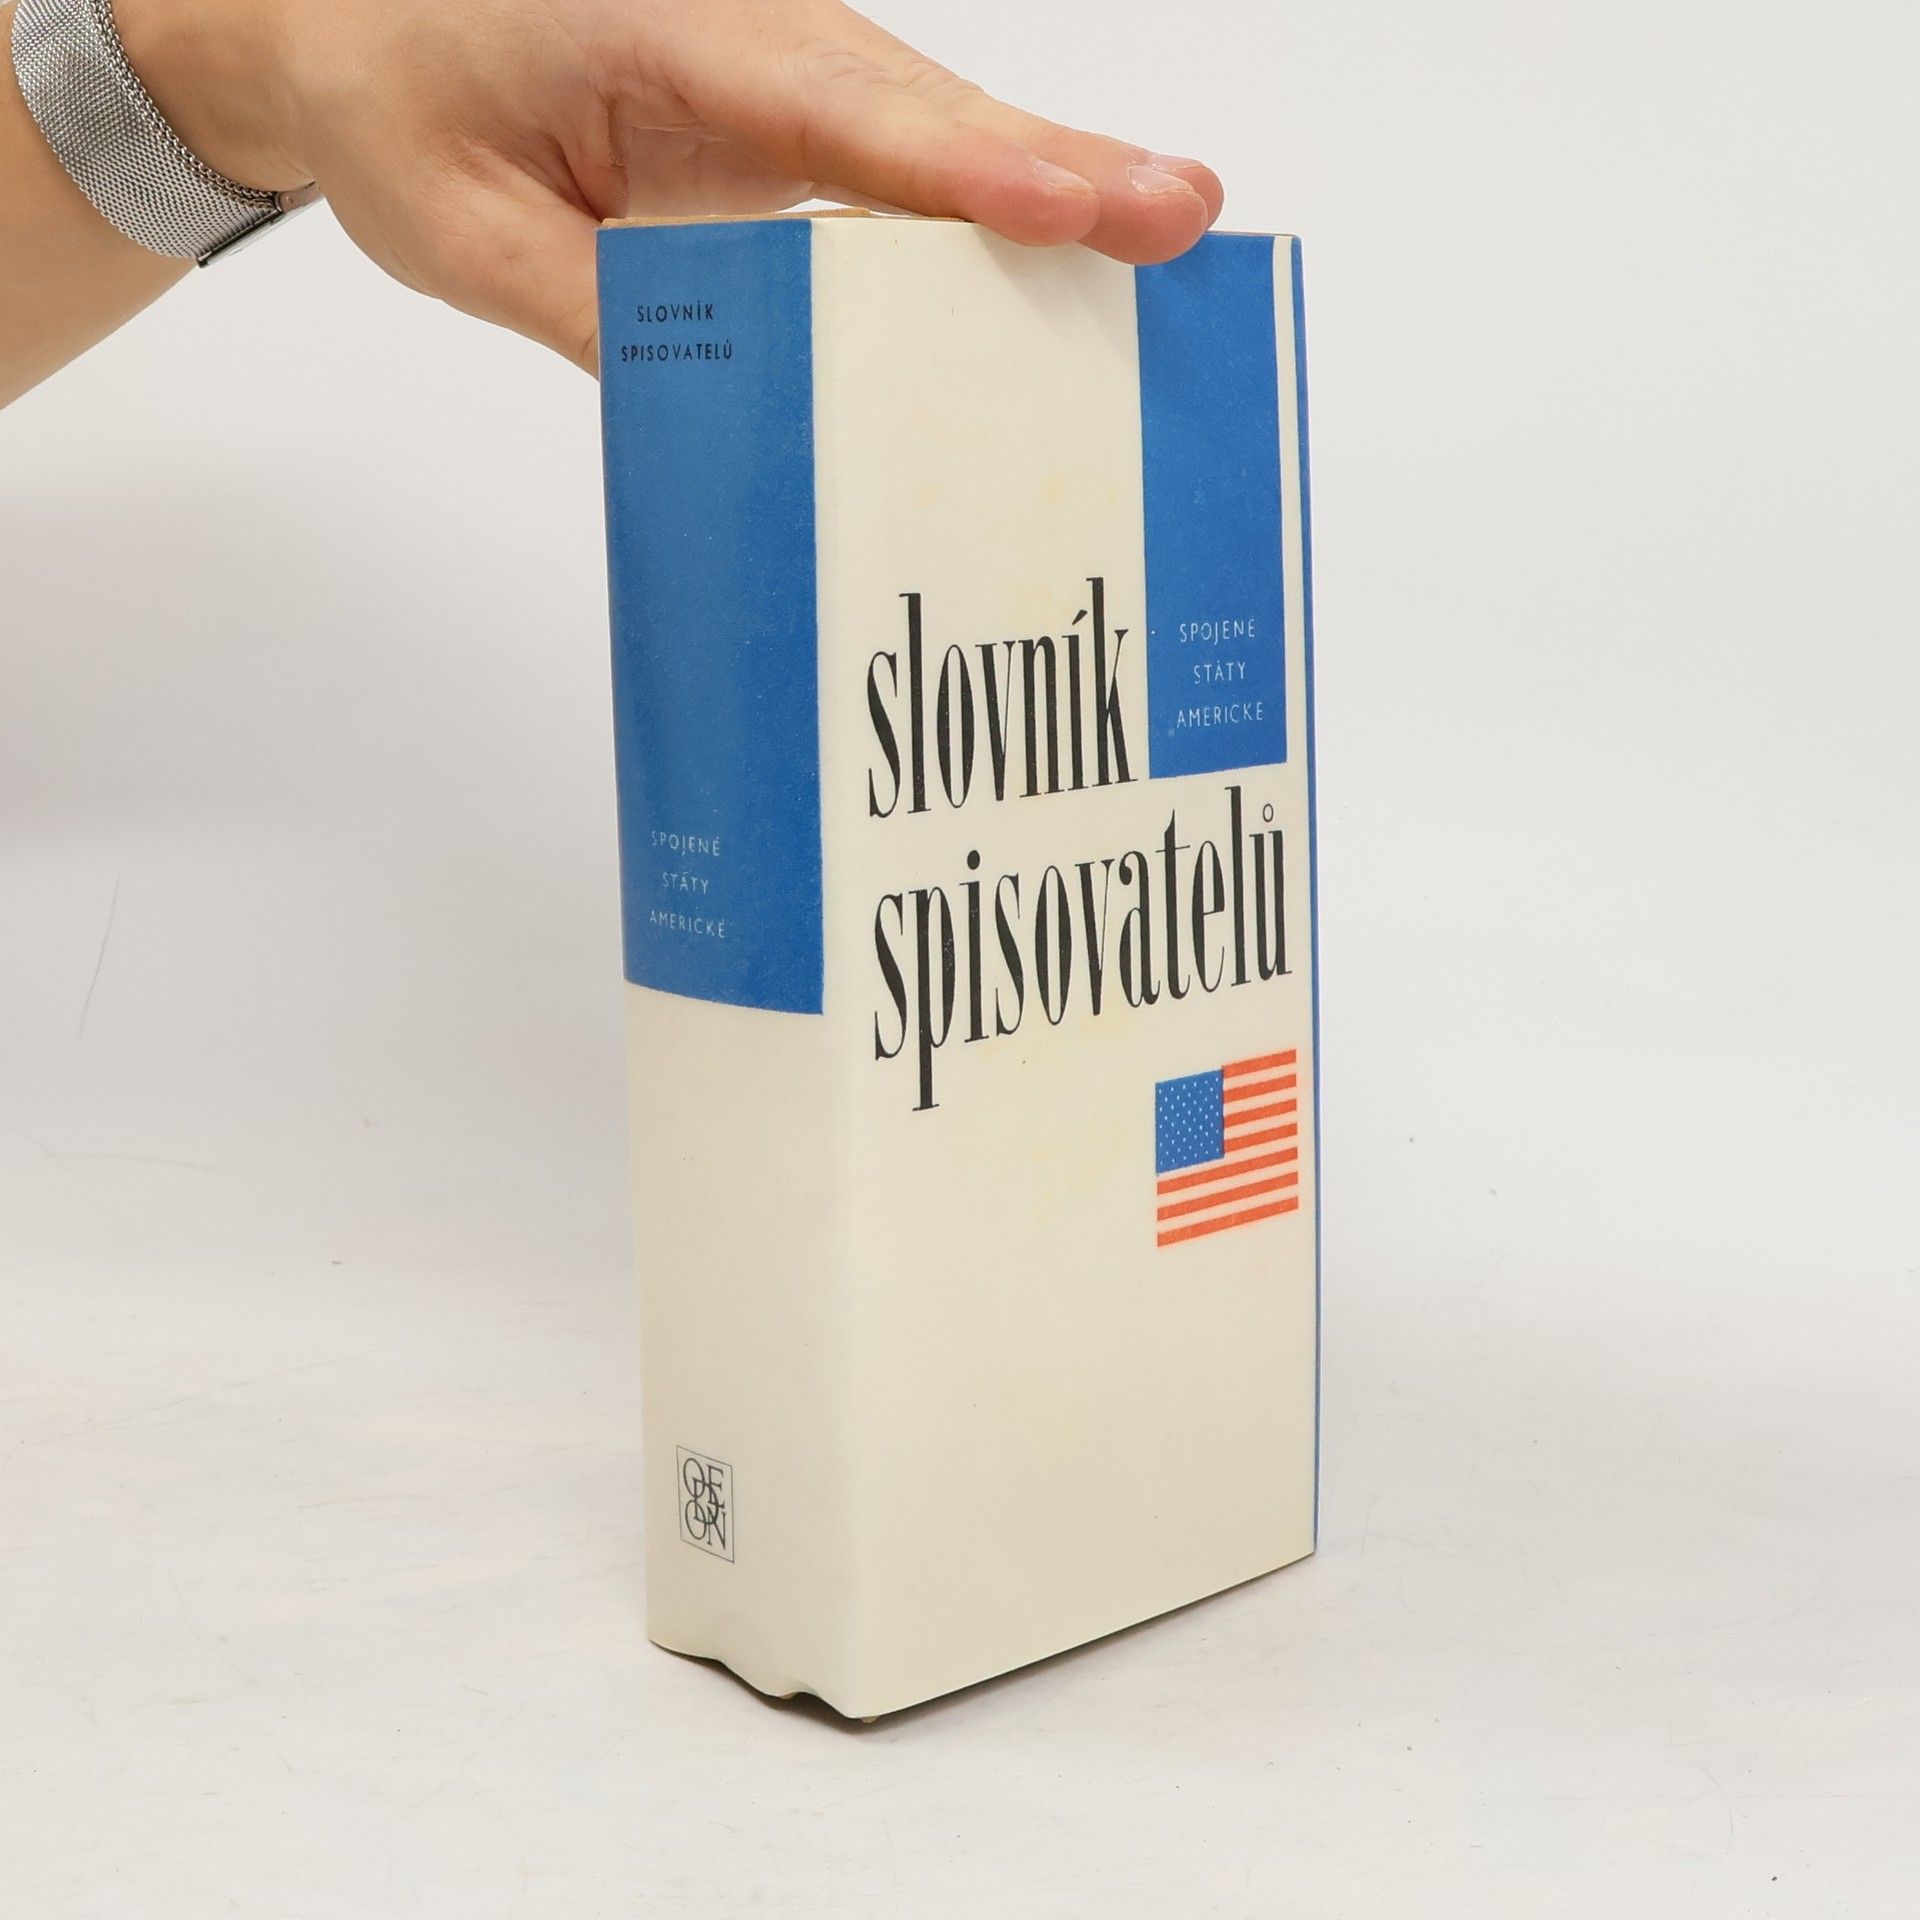 SLOVNÍK
SPISOVATELŮ
SPOJENÉ
STÁTY
AMERICKÉ
ODEON
slovník
spisovatelů
SPOJENÉ
STÁTY
AMERICKÉ